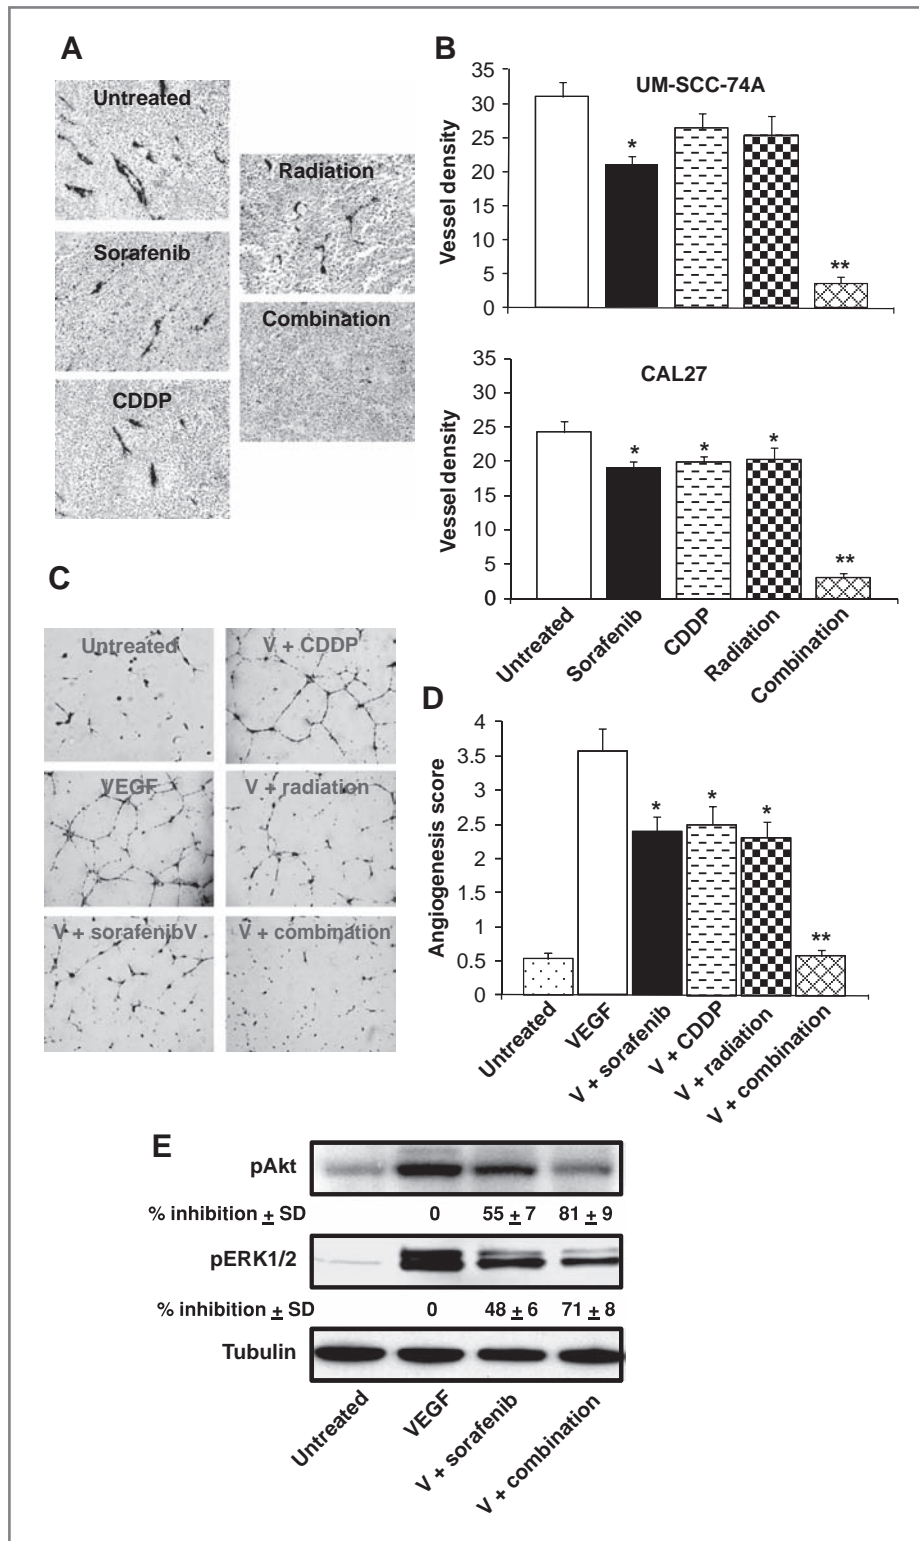 A
Untreated
Sorafenib
CDDP
Radiation
Combination
B
UM-SCC-74A
Vessel density
35
30
25
20
15
10
5
0
*
**
CAL27
Vessel density
35
30
25
20
15
10
5
0
*
*
*
**
Untreated
Sorafenib
CDDP
Radiation
Combination
C
Untreated
V + CDDP
VEGF
V + radiation
V + sorafenibV
V + combination
D
Angiogenesis score
4
3.5
3
2.5
2
1.5
1
0.5
0
*
*
*
**
Untreated
VEGF
V + sorafenib
V + CDDP
V + radiation
V + combination
E
pAkt
% inhibition ± SD 0 55 ± 7 81 ± 9
pERK1/2
% inhibition ± SD 0 48 ± 6 71 ± 8
Tubulin
Untreated
VEGF
V + sorafenib
V + combination